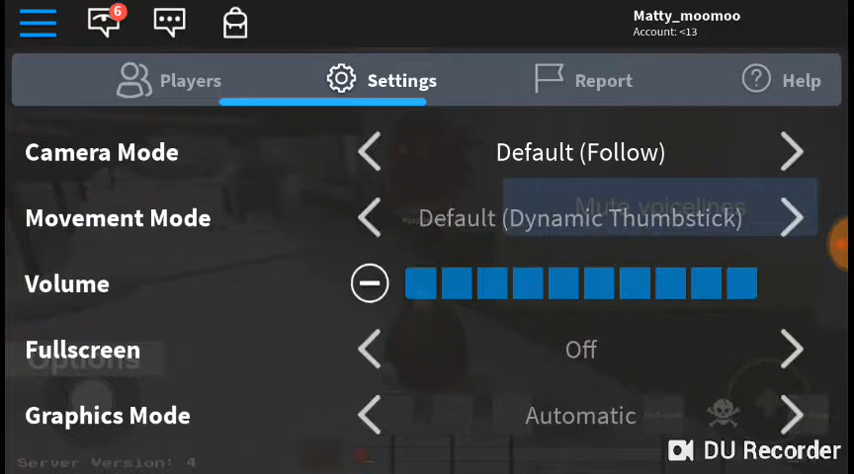 6
Matty_moomoo
Account: <13
Players
Settings
Report
Help
Camera Mode
Default (Follow)
Mute voicelines
Movement Mode
Default (Dynamic Thumbstick)
Volume
Fullscreen
Off
Options
Graphics Mode
Automatic
DU Recorder
Server Version: 4